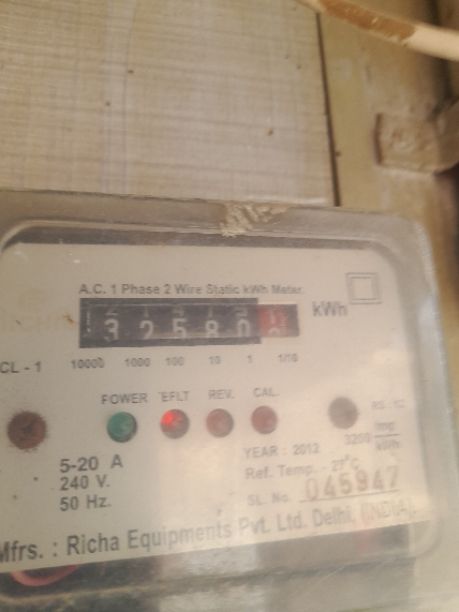 A.C. 1 Phase 2 Wire Static kWh Meter.
32580 kWh
CL - 1 10000 1000 100 10 1 1/10
POWER EFLT REV. CAL.
3200 imp/kWh
5-20 A
240 V.
50 Hz.
YEAR : 2012
Ref. Temp. - 27°C
SL. No. 045947
Mfrs. : Richa Equipments Pvt. Ltd. Delhi, (INDIA).